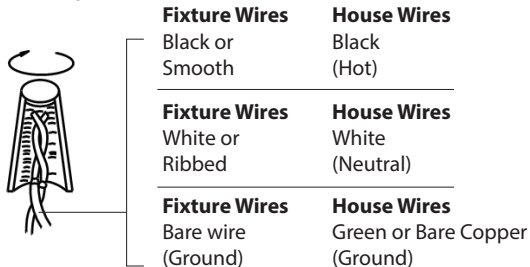 Fixture Wires House Wires
Black or Black
Smooth (Hot)
Fixture Wires House Wires
White or White
Ribbed (Neutral)
Fixture Wires House Wires
Bare wire Green or Bare Copper
(Ground) (Ground)